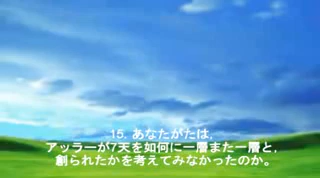 15. あなたがたは,
アッラーが7天を如何に一層また一層と,
創られたかを考えてみなかったのか。